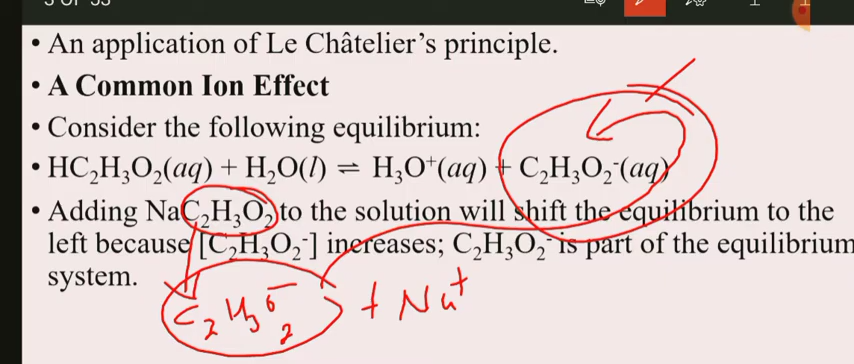 • An application of Le Châtelier's principle.
• A Common Ion Effect
• Consider the following equilibrium:
• HC₂H₃O₂(aq) + H₂O(l) ⇌ H₃O⁺(aq) + C₂H₃O₂⁻(aq)
• Adding NaC₂H₃O₂ to the solution will shift the equilibrium to the
left because [C₂H₃O₂⁻] increases; C₂H₃O₂⁻ is part of the equilibrium
system.
C₂H₃O₂⁻ + Na⁺